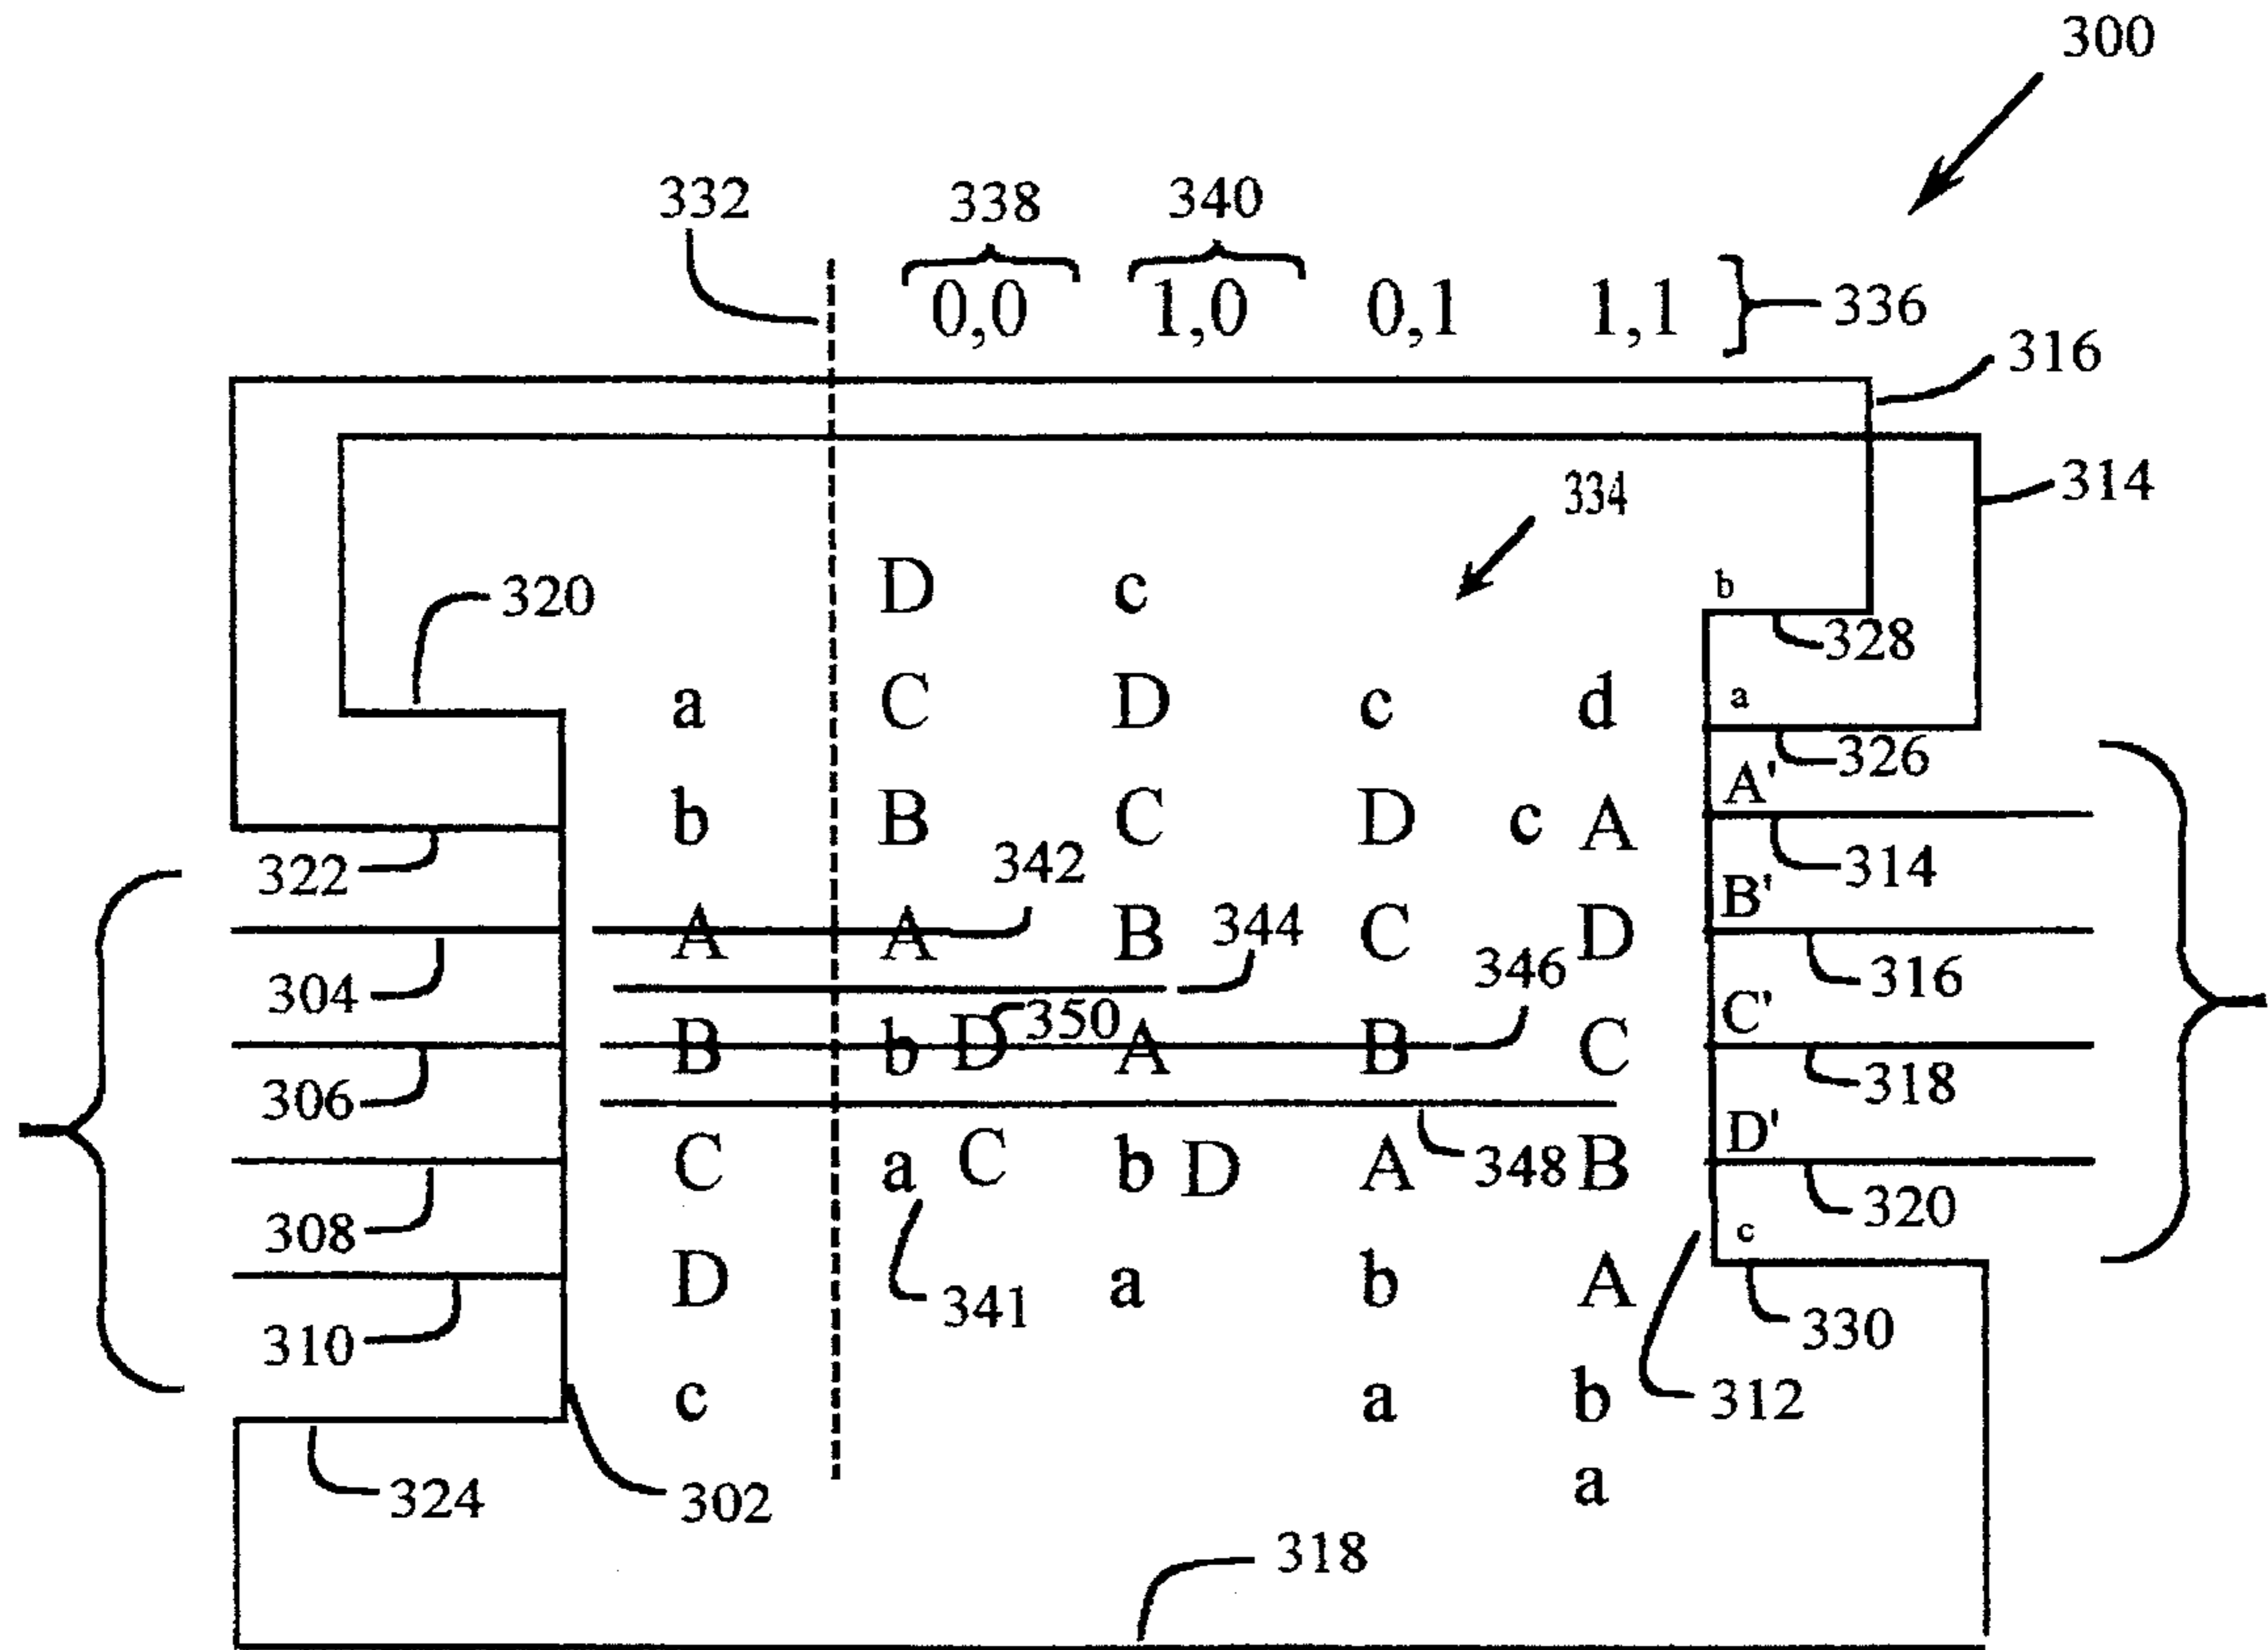 300
332 338 340
0,0 1,0 0,1 1,1 336
316
334 314
320 D c b 328
a C D c d a 326
b B C D c A A' 314
322 342
304 A A B C D B' 316
344 346
306 B b D 350 A B C C' 318
308 C a C b D A 348 B D' 320
310 D 341 a b A c 330
c a b 312
324 302 a
318